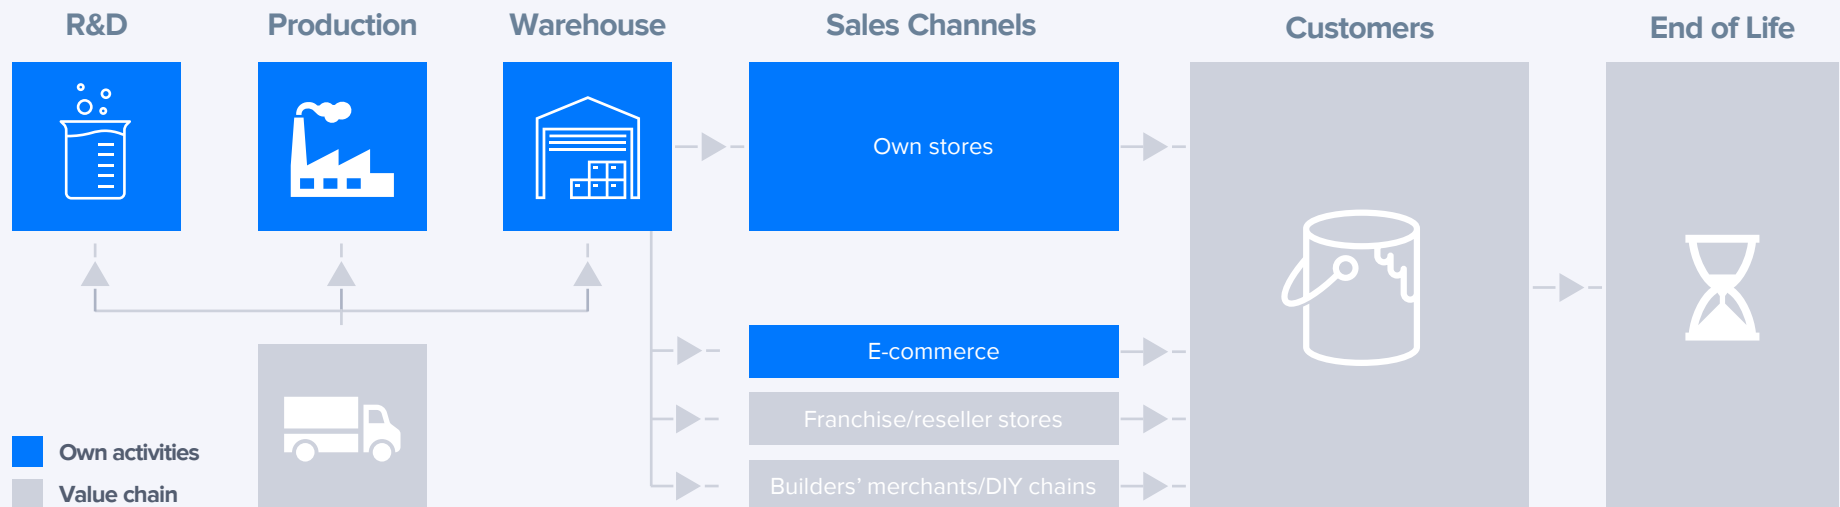 R&D
Production
Warehouse
Sales Channels
Customers
End of Life
Own stores
E-commerce
Franchise/reseller stores
Builders’ merchants/DIY chains
Own activities
Value chain